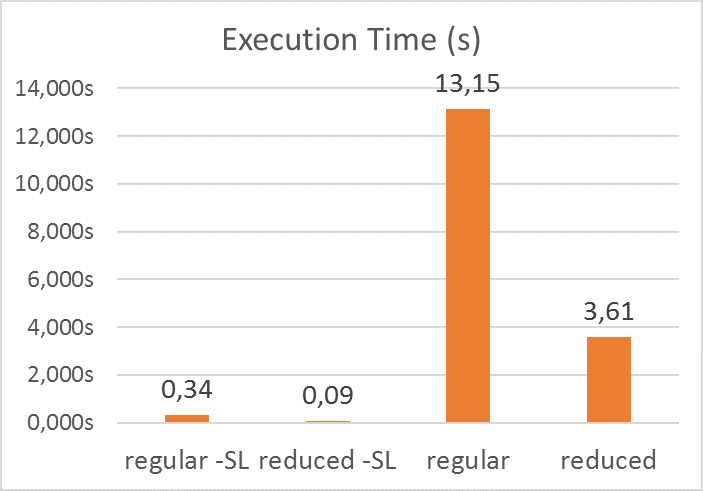 Execution Time (s)
14,000s
12,000s
10,000s
8,000s
6,000s
4,000s
2,000s
0,000s
0,34
0,09
13,15
3,61
regular -SL
reduced -SL
regular
reduced